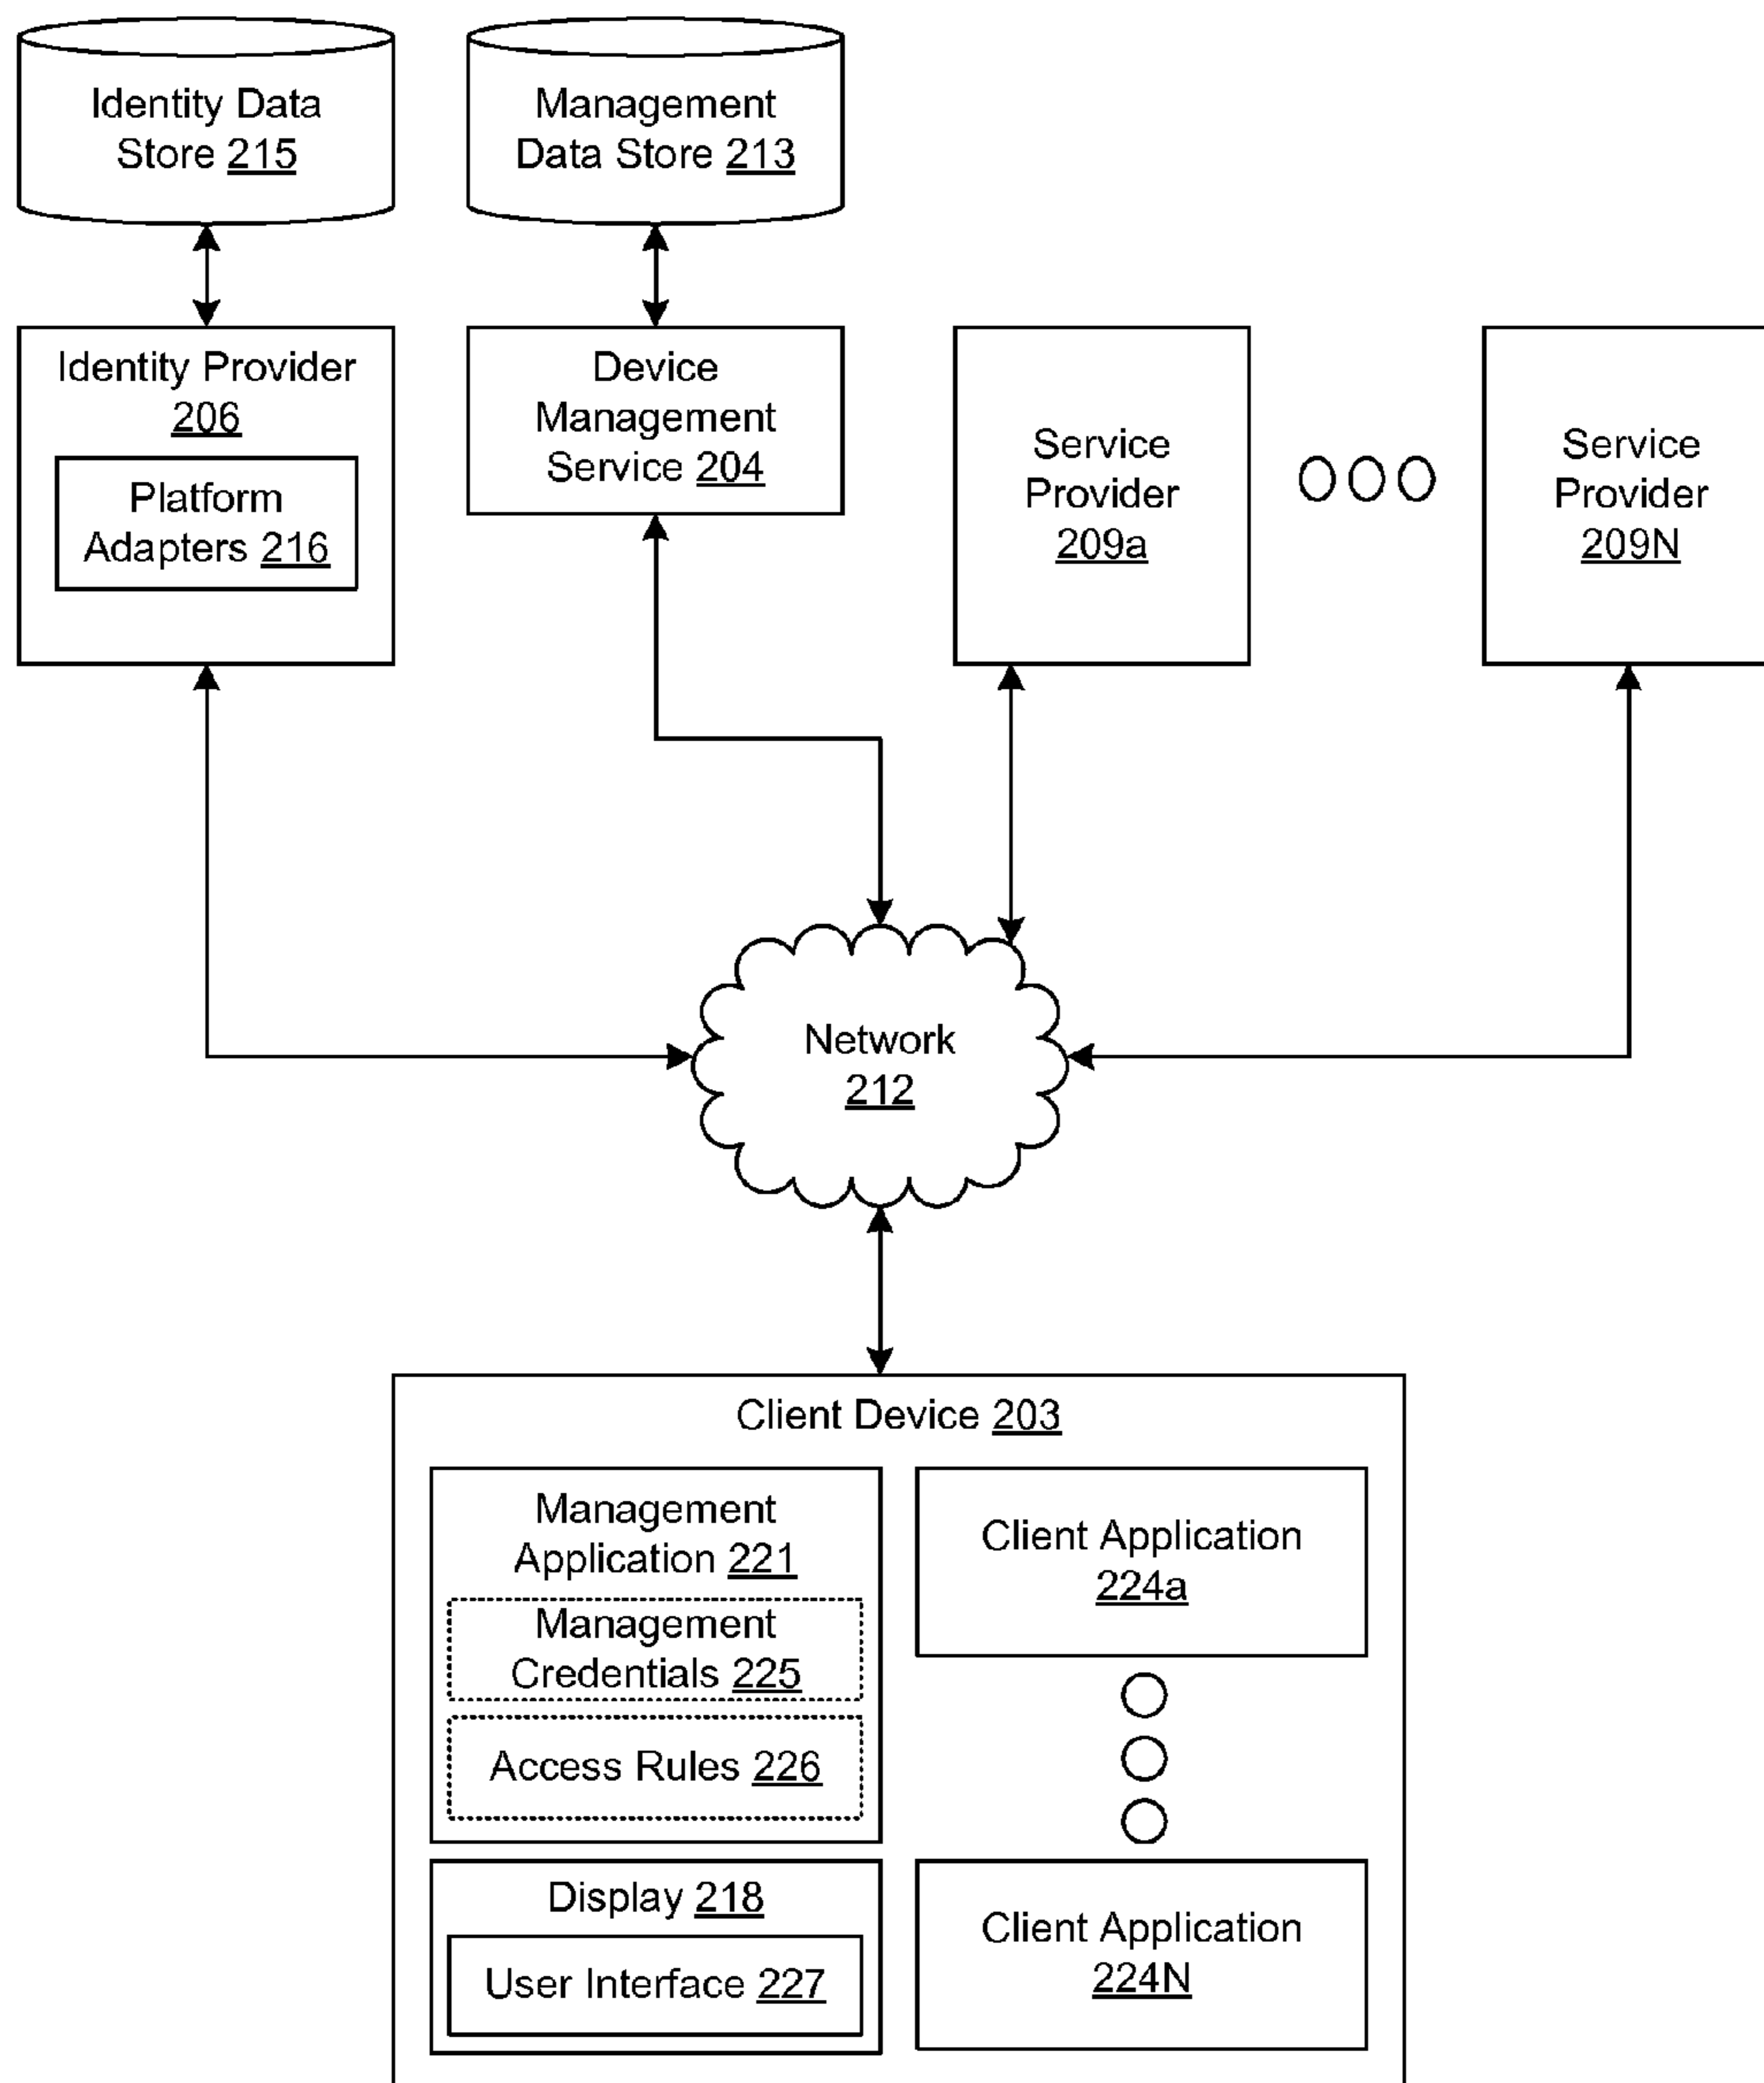 Identity Data
Store 215
Management
Data Store 213
Identity Provider
206
Platform
Adapters 216
Device
Management
Service 204
Service
Provider
209a
Service
Provider
209N
Network
212
Client Device 203
Management
Application 221
Management
Credentials 225
Access Rules 226
Display 218
User Interface 227
Client Application
224a
Client Application
224N